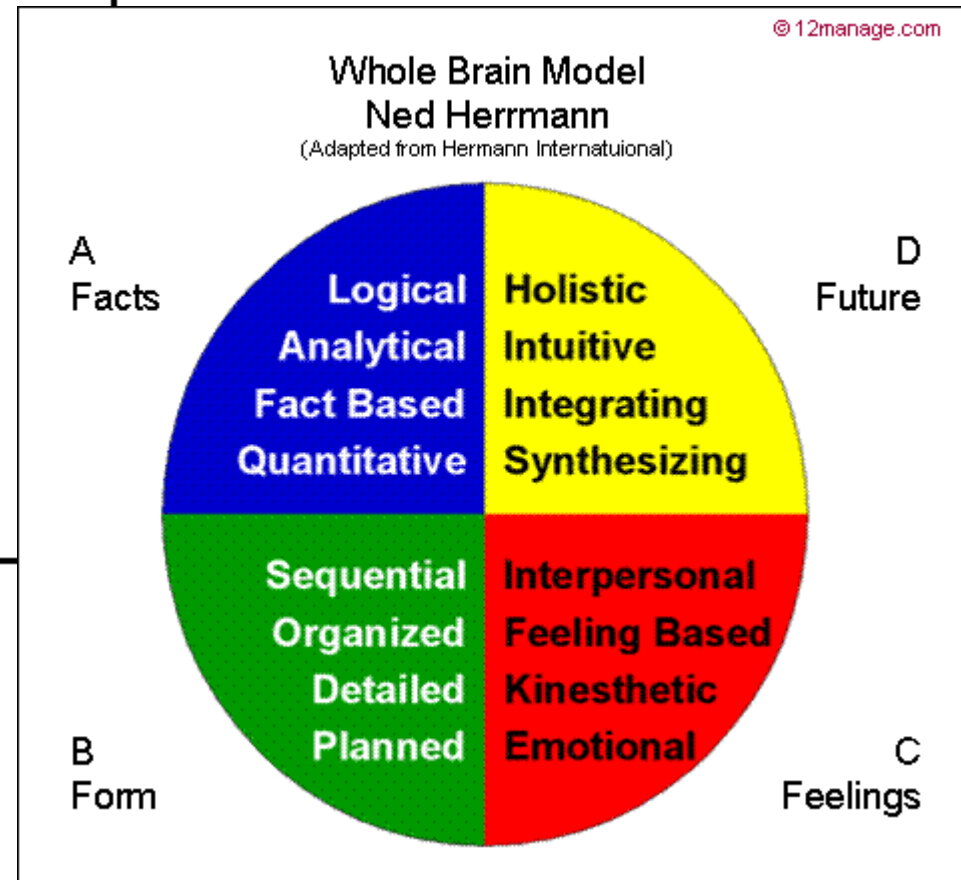 © 12manage.com
Whole Brain Model
Ned Herrmann
(Adapted from Hermann Internatuional)
A
Facts
D
Future
Logical
Analytical
Fact Based
Quantitative
Holistic
Intuitive
Integrating
Synthesizing
Sequential
Organized
Detailed
Planned
Interpersonal
Feeling Based
Kinesthetic
Emotional
B
Form
C
Feelings